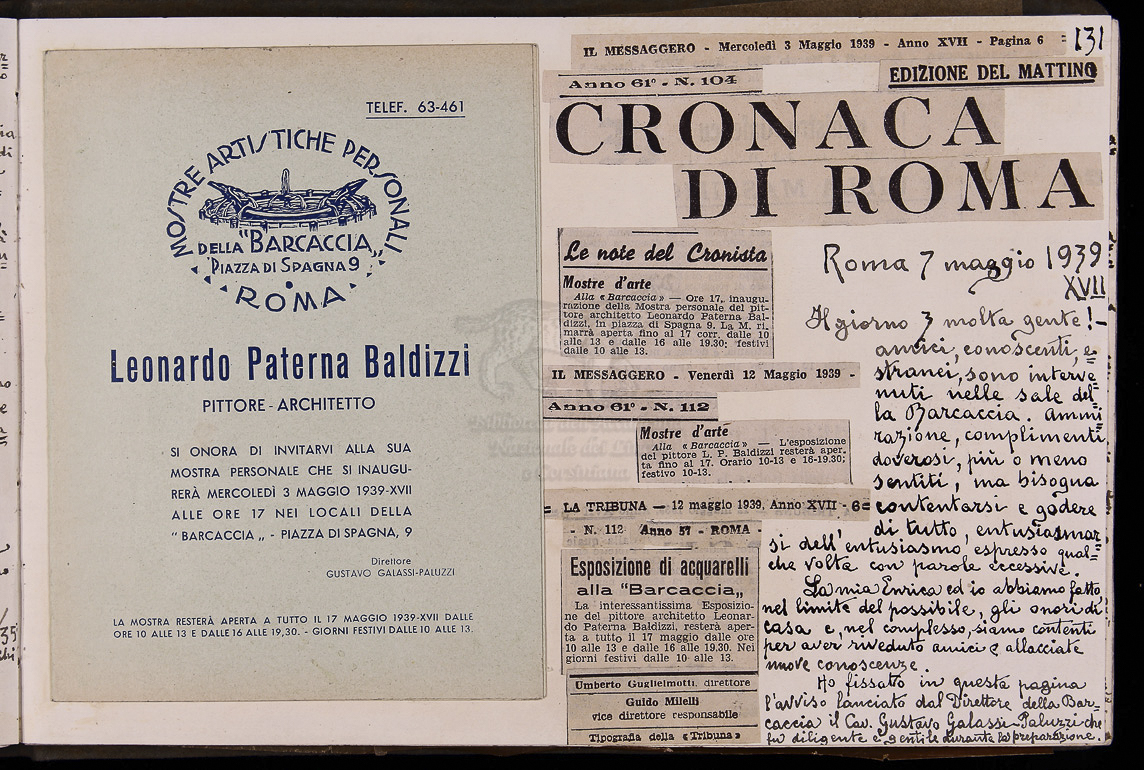 TELEF. 63-461
MOSTRE ARTISTICHE PERSONALI
DELLA "BARCACCIA„
PIAZZA DI SPAGNA 9
ROMA
Leonardo Paterna Baldizzi
PITTORE - ARCHITETTO
SI ONORA DI INVITARVI ALLA SUA
MOSTRA PERSONALE CHE SI INAUGU-
RERÀ MERCOLEDÌ 3 MAGGIO 1939-XVII
ALLE ORE 17 NEI LOCALI DELLA
"BARCACCIA„ - PIAZZA DI SPAGNA, 9
Direttore
GUSTAVO GALASSI-PALUZZI
LA MOSTRA RESTERÀ APERTA A TUTTO IL 17 MAGGIO 1939-XVII DALLE
ORE 10 ALLE 13 E DALLE 16 ALLE 19,30. - GIORNI FESTIVI DALLE 10 ALLE 13.
131
IL MESSAGGERO - Mercoledì 3 Maggio 1939 - Anno XVII - Pagina 6
Anno 61° - N. 104
EDIZIONE DEL MATTINO
CRONACA
DI ROMA
Le note del Cronista
Mostre d'arte
Alla « Barcaccia » — Ore 17, inaugu-
razione della Mostra personale del pit-
tore architetto Leonardo Paterna Bal-
dizzi, in piazza di Spagna 9. La M. ri-
marrà aperta fino al 17 corr. dalle 10
alle 13 e dalle 16 alle 19.30; festivi
dalle 10 alle 13.
IL MESSAGGERO - Venerdì 12 Maggio 1939 -
Anno 61° - N. 112
Mostre d'arte
Alla « Barcaccia » — L'esposizione
del pittore L. P. Baldizzi resterà aper-
ta fino al 17. Orario 10-13 e 16-19.30;
festivo 10-13.
LA TRIBUNA — 12 maggio 1939, Anno XVII - 6
- N. 112 Anno 57 - ROMA -
Esposizione di acquarelli
alla "Barcaccia„
La interessantissima Esposizio-
ne del pittore architetto Leonar-
do Paterna Baldizzi, resterà aper-
ta a tutto il 17 maggio dalle ore
10 alle 13 e dalle 16 alle 19.30. Nei
giorni festivi dalle 10 alle 13.
Umberto Guglielmotti, direttore
Guido Milelli
vice direttore responsabile
Tipografia della « Tribuna »
Roma 7 maggio 1939
XVII
Il giorno 3 molta gente! -
amici, conoscenti, e=
stranei, sono interve=
nuti nelle sale del=
la Barcaccia. Ammi=
razione, complimenti
doverosi, più o meno
sentiti, ma bisogna
contentarsi e godere
di tutto, entusiasmar=
si dell'entusiasmo, espresso qual=
che volta con parole eccessive.
La mia Enrica ed io abbiamo fatto,
nel limite del possibile, gli onori di
casa e, nel complesso, siamo contenti
per aver riveduto amici e allacciate
nuove conoscenze.
Ho fissato in questa pagina
l'avviso lanciato dal Direttore della Bar=
caccia il Cav. Gustavo Galassi-Paluzzi che
fu diligente e gentile durante la preparazione.